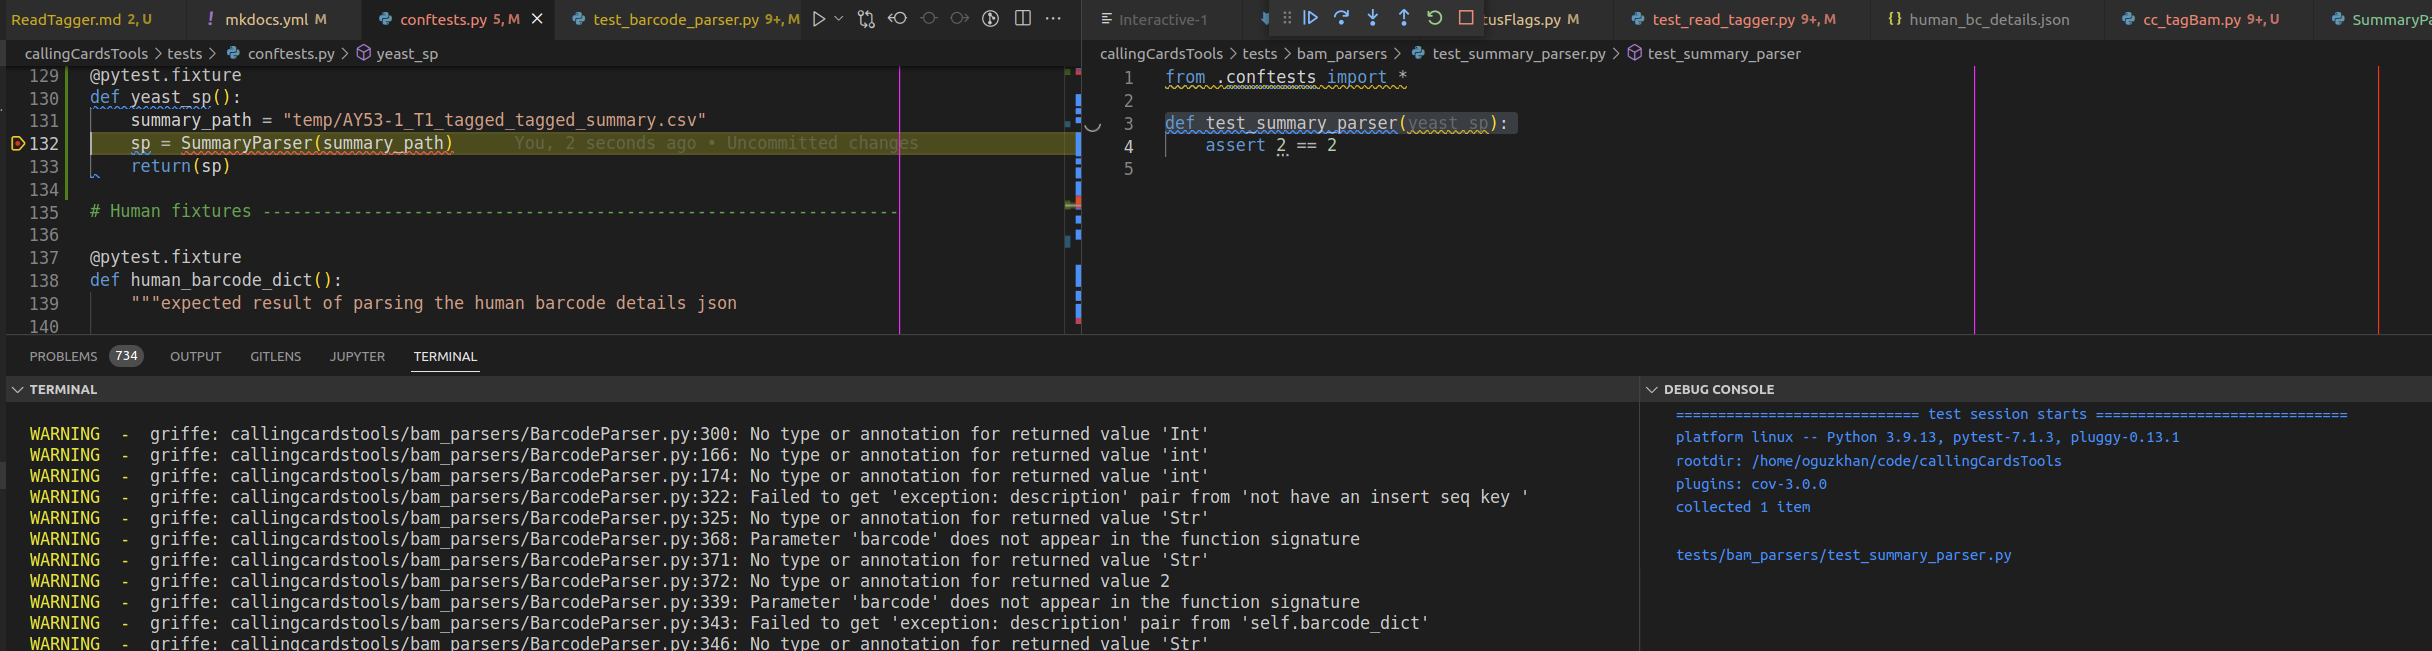 ReadTagger.md 2, U ! mkdocs.yml M conftests.py 5, M test_barcode_parser.py 9+, M
callingCardsTools > tests > conftests.py > yeast_sp
129 @pytest.fixture
130 def yeast_sp():
131 summary_path = "temp/AY53-1_T1_tagged_tagged_summary.csv"
132 sp = SummaryParser(summary_path) You, 2 seconds ago • Uncommitted changes
133 return(sp)
134
135 # Human fixtures ---------------------------------------------------------------
136
137 @pytest.fixture
138 def human_barcode_dict():
139 """expected result of parsing the human barcode details json
140
Interactive-1 cusFlags.py M test_read_tagger.py 9+, M {} human_bc_details.json cc_tagBam.py 9+, U SummaryPa
callingCardsTools > tests > bam_parsers > test_summary_parser.py > test_summary_parser
1 from .conftests import *
2
3 def test_summary_parser(yeast_sp):
4 assert 2 == 2
5
PROBLEMS 734 OUTPUT GITLENS JUPYTER TERMINAL
TERMINAL
WARNING - griffe: callingcardstools/bam_parsers/BarcodeParser.py:300: No type or annotation for returned value 'Int'
WARNING - griffe: callingcardstools/bam_parsers/BarcodeParser.py:166: No type or annotation for returned value 'int'
WARNING - griffe: callingcardstools/bam_parsers/BarcodeParser.py:174: No type or annotation for returned value 'int'
WARNING - griffe: callingcardstools/bam_parsers/BarcodeParser.py:322: Failed to get 'exception: description' pair from 'not have an insert seq key '
WARNING - griffe: callingcardstools/bam_parsers/BarcodeParser.py:325: No type or annotation for returned value 'Str'
WARNING - griffe: callingcardstools/bam_parsers/BarcodeParser.py:368: Parameter 'barcode' does not appear in the function signature
WARNING - griffe: callingcardstools/bam_parsers/BarcodeParser.py:371: No type or annotation for returned value 'Str'
WARNING - griffe: callingcardstools/bam_parsers/BarcodeParser.py:372: No type or annotation for returned value 2
WARNING - griffe: callingcardstools/bam_parsers/BarcodeParser.py:339: Parameter 'barcode' does not appear in the function signature
WARNING - griffe: callingcardstools/bam_parsers/BarcodeParser.py:343: Failed to get 'exception: description' pair from 'self.barcode_dict'
WARNING - griffe: callingcardstools/bam_parsers/BarcodeParser.py:346: No type or annotation for returned value 'Str'
DEBUG CONSOLE
============================= test session starts ==============================
platform linux -- Python 3.9.13, pytest-7.1.3, pluggy-0.13.1
rootdir: /home/oguzkhan/code/callingCardsTools
plugins: cov-3.0.0
collected 1 item
tests/bam_parsers/test_summary_parser.py